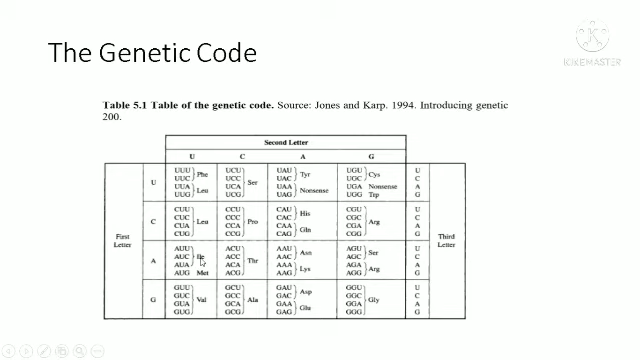 The Genetic Code
KINEMASTER
Table 5.1 Table of the genetic code. Source: Jones and Karp. 1994. Introducing genetic
200.
Second Letter
U C A G
UUU UCU UAU UGU U
Phe Tyr Cys
UUC UCC UAC UGC C
Ser
U
UUA UCA UAA UGA Nonsense A
Leu Nonsense
UUG UCG UAG UGG Trp G
CUU CCU CAU CGU U
His
CUC CCC CAC CGC C
C Leu Pro Arg
CUA CCA CAA CGA A
Gln
CUG CCG CAG CGG G
First Third
Letter Letter
AUU ACU AAU AGU U
Asn Ser
AUC ACC AAC AGC C
A Ile Thr
AUA ACA AAA AGA A
Lys Arg
AUG Met ACG AAG AGG G
GUU GCU GAU GGU U
Asp
GUC GCC GAC GGC C
G Val Ala Gly
GUA GCA GAA GGA A
Glu
GUG GCG GAG GGG G